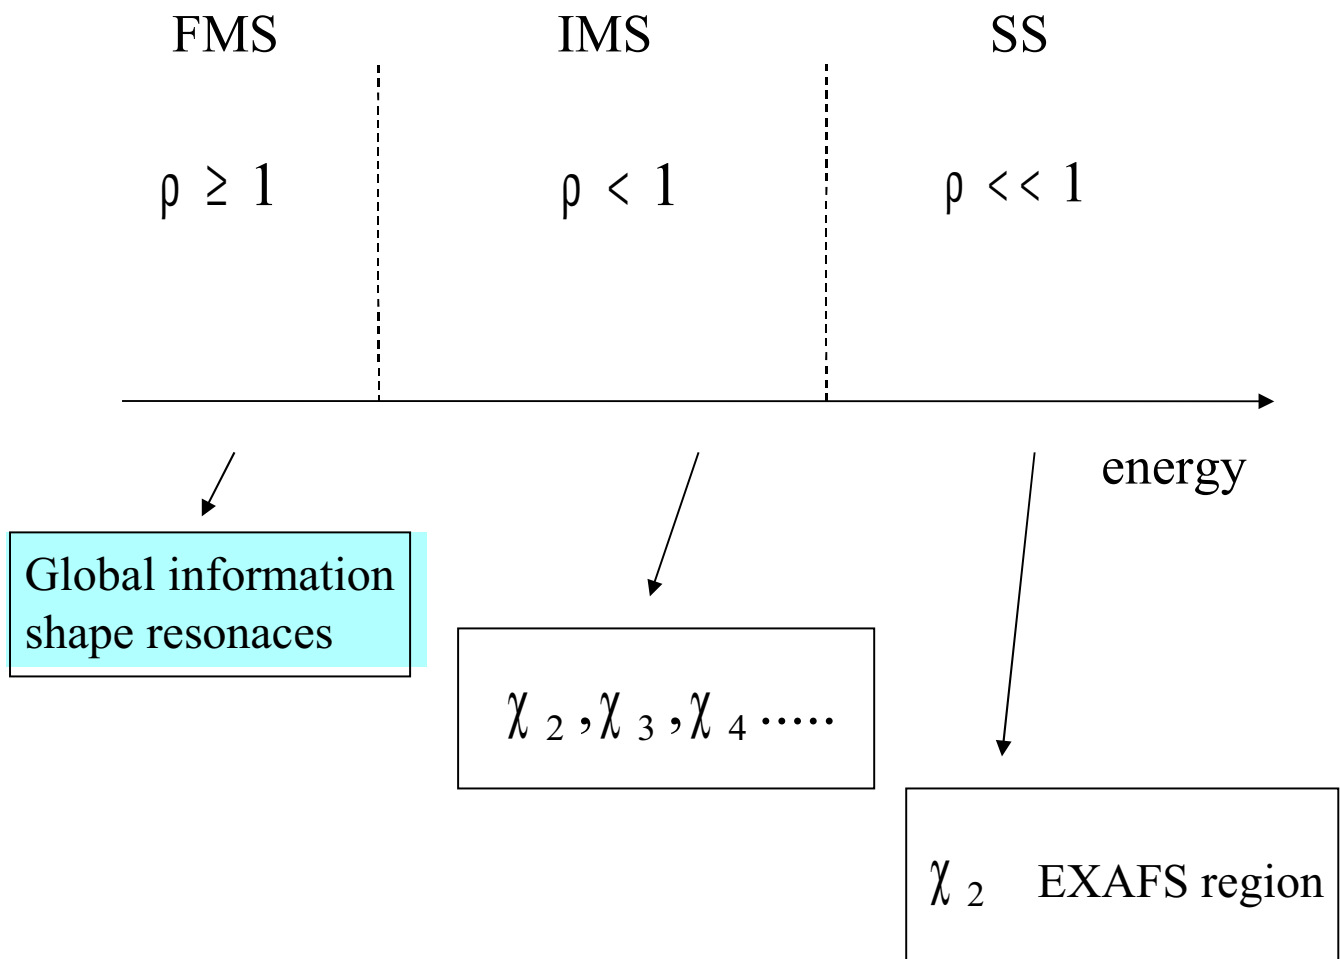 FMS IMS SS
ρ ≥ 1 ρ < 1 ρ < < 1
energy
Global information
shape resonaces
χ 2 ,χ 3 ,χ 4 .....
χ 2 EXAFS region